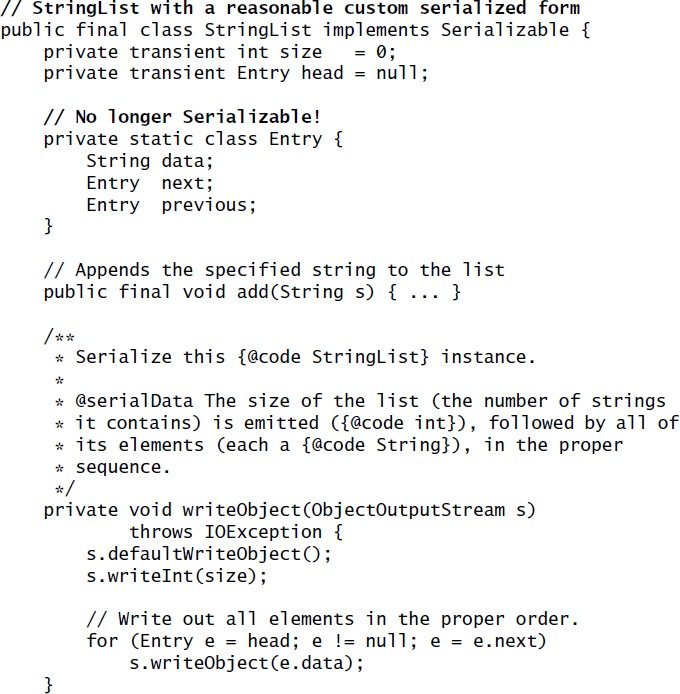 // StringList with a reasonable custom serialized form
public final class StringList implements Serializable {
    private transient int size   = 0;
    private transient Entry head = null;

    // No longer Serializable!
    private static class Entry {
        String data;
        Entry  next;
        Entry  previous;
    }

    // Appends the specified string to the list
    public final void add(String s) { ... }

    /**
     * Serialize this {@code StringList} instance.
     *
     * @serialData The size of the list (the number of strings
     * it contains) is emitted ({@code int}), followed by all of
     * its elements (each a {@code String}), in the proper
     * sequence.
     */
    private void writeObject(ObjectOutputStream s)
            throws IOException {
        s.defaultWriteObject();
        s.writeInt(size);

        // Write out all elements in the proper order.
        for (Entry e = head; e != null; e = e.next)
            s.writeObject(e.data);
    }